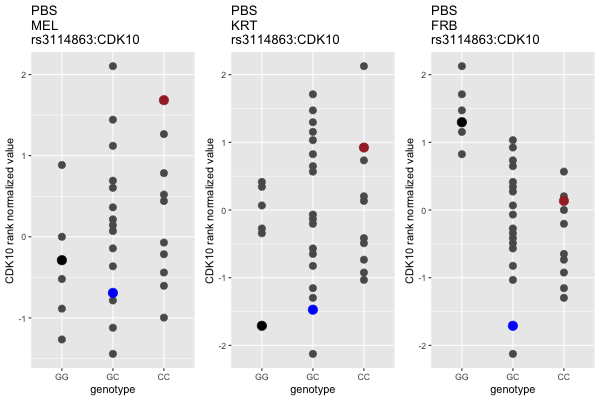 PBS
MEL
rs3114863:CDK10
CDK10 rank normalized value
2
1
0
-1
GG
GC
CC
genotype
PBS
KRT
rs3114863:CDK10
CDK10 rank normalized value
2
1
0
-1
-2
GG
GC
CC
genotype
PBS
FRB
rs3114863:CDK10
CDK10 rank normalized value
2
1
0
-1
-2
GG
GC
CC
genotype